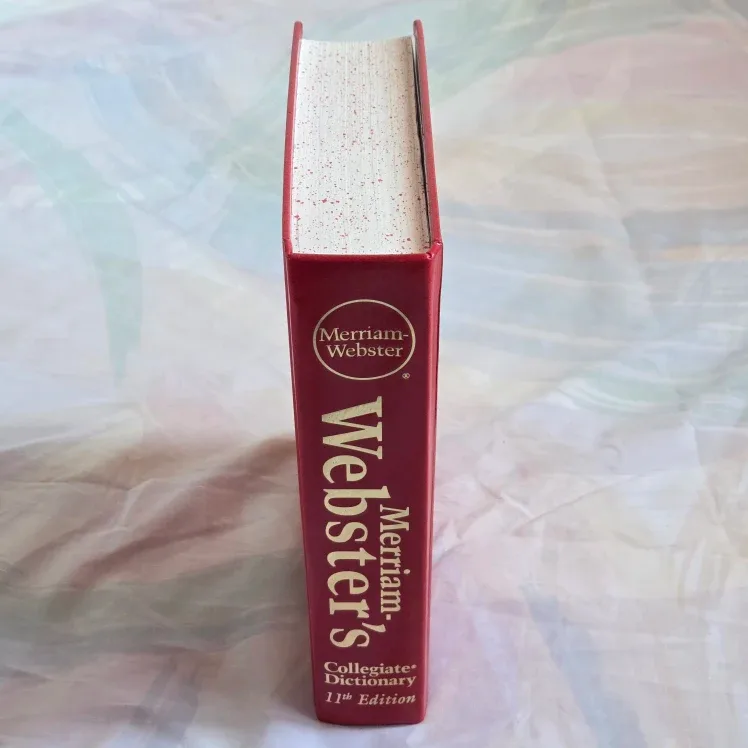 Merriam-
Webster
®
Merriam-
Webster's
Collegiate®
Dictionary
11th Edition